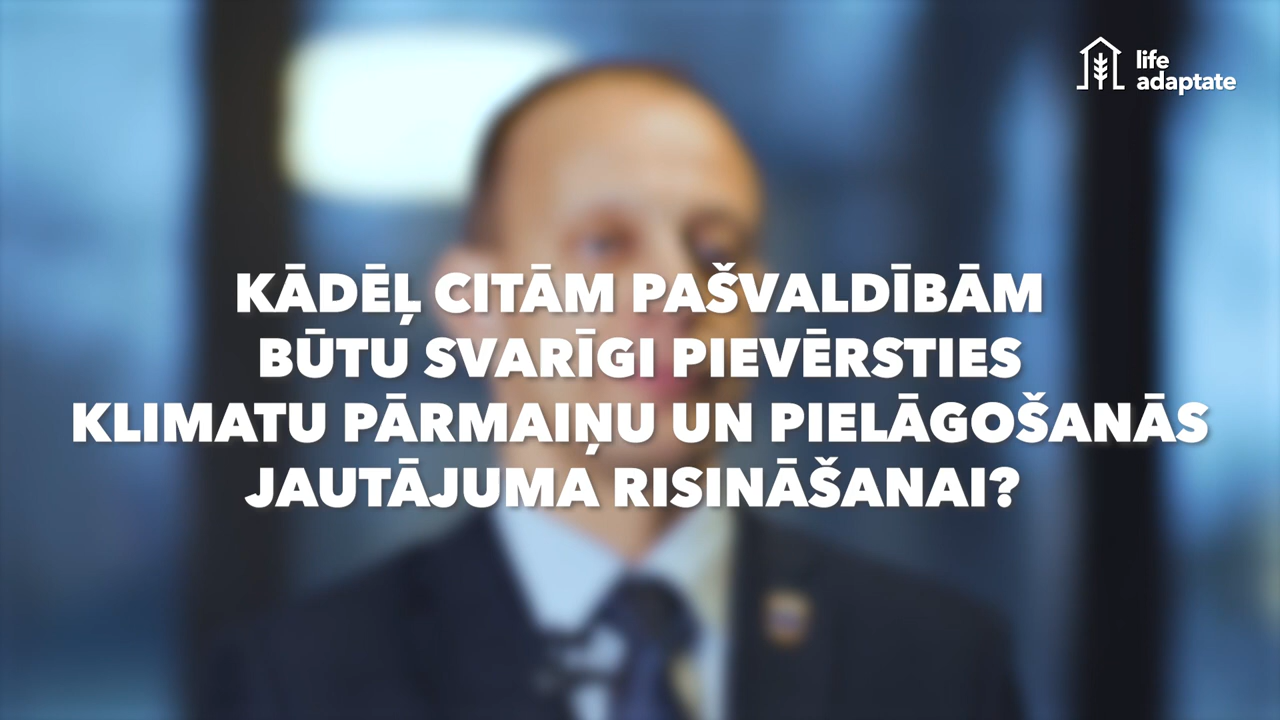 life
adaptate
KĀDĒĻ CITĀM PAŠVALDĪBĀM
BŪTU SVARĪGI PIEVĒRSTIES
KLIMATU PĀRMAIŅU UN PIELĀGOŠANĀS
JAUTĀJUMA RISINĀŠANAI?